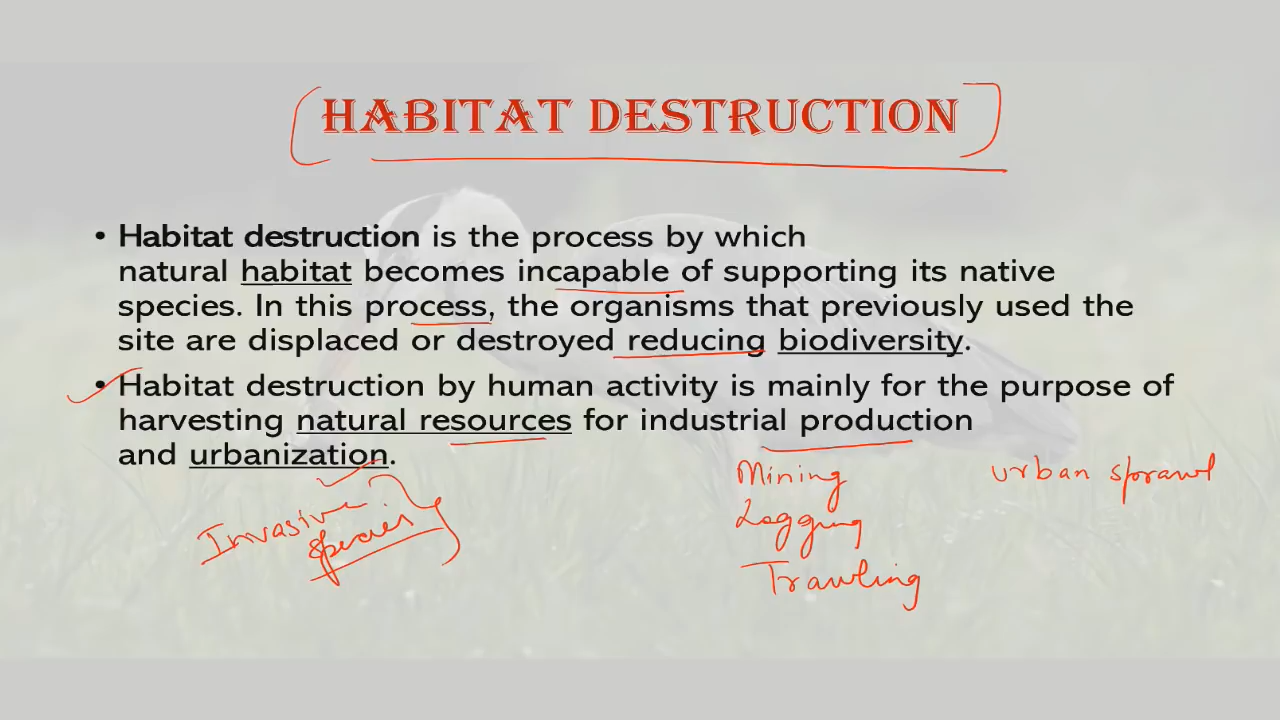 HABITAT DESTRUCTION
• Habitat destruction is the process by which
natural habitat becomes incapable of supporting its native
species. In this process, the organisms that previously used the
site are displaced or destroyed reducing biodiversity.
• Habitat destruction by human activity is mainly for the purpose of
harvesting natural resources for industrial production
and urbanization.
Mining
urban sprawl
Invasive
species
Logging
Trawling